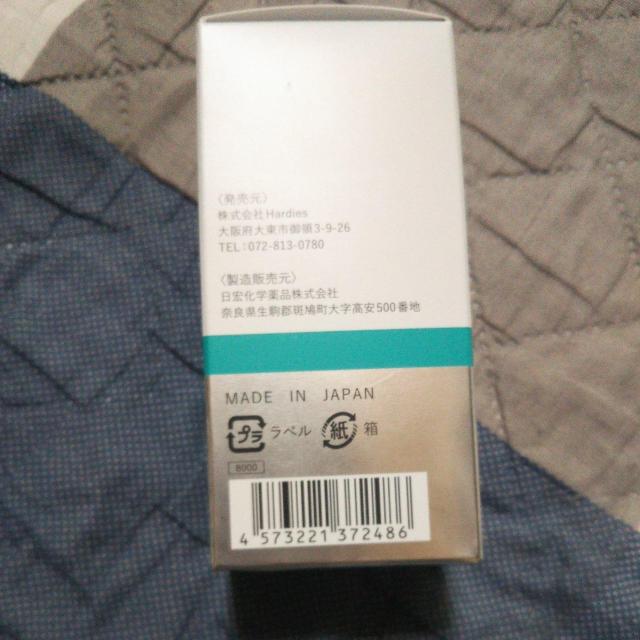 〈発売元〉
株式会社Hardies
大阪府大東市御領3-9-26
TEL:072-813-0780
〈製造販売元〉
日宏化学薬品株式会社
奈良県生駒郡斑鳩町大字高安500番地
MADE IN JAPAN
プラ ラベル 紙 箱
8000
4 573221 372486